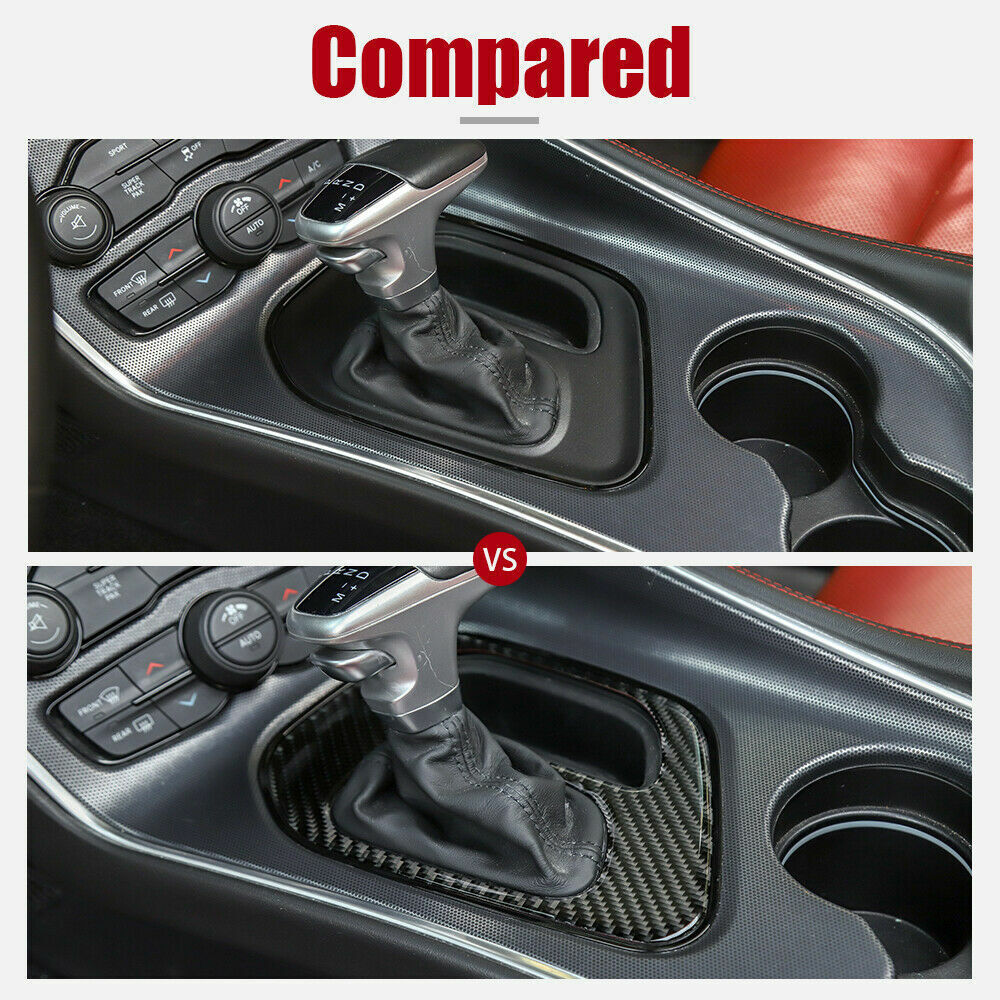 Compared
SPORT
OFF
SUPER
TRACK
PAK
A/C
VOLUME
OFF
AUTO
R N D
M +
FRONT
REAR
VS
SUPER
TRACK
PAK
OFF
AUTO
R N D
M +
FRONT
REAR